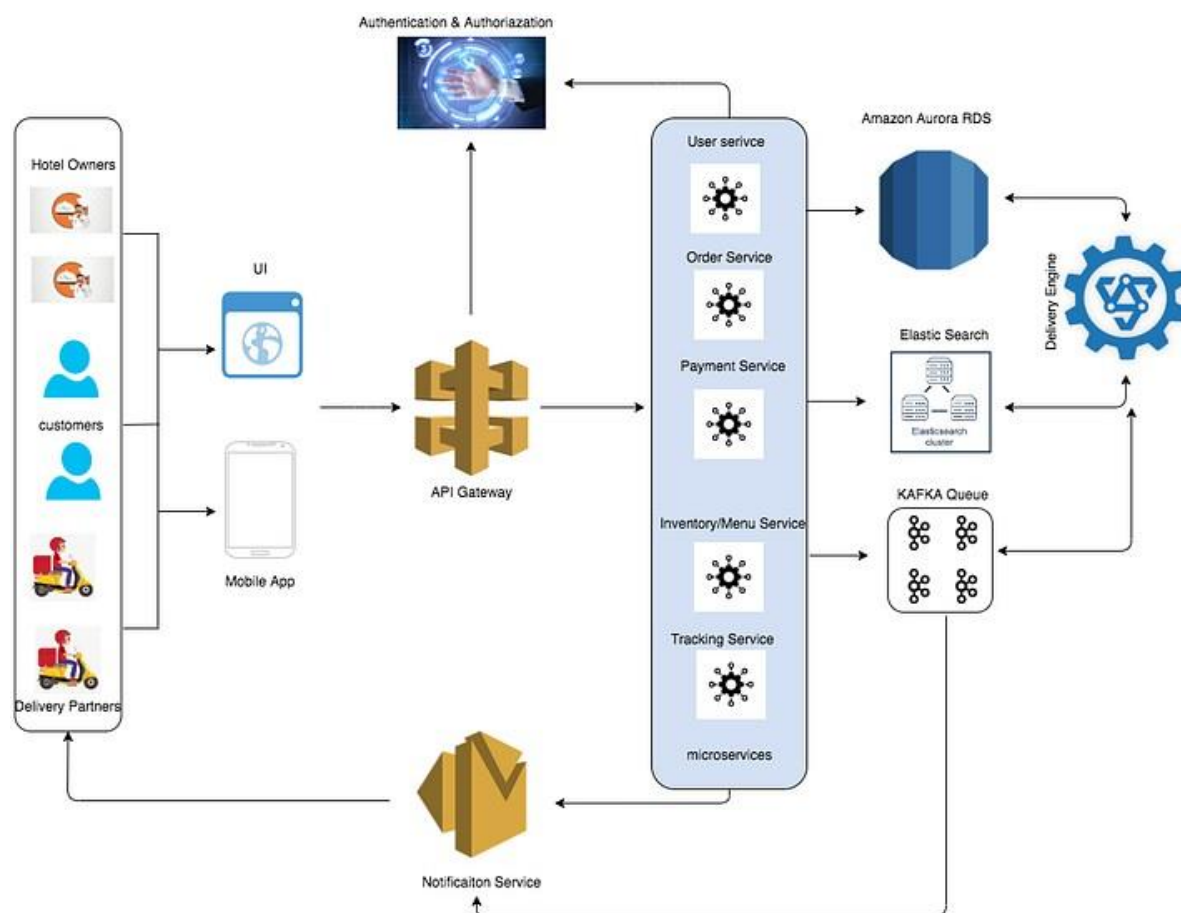 Authentication & Authoriazation
Hotel Owners
customers
Delivery Partners
UI
Mobile App
API Gateway
User serivce
Order Service
Payment Service
Inventory/Menu Service
Tracking Service
microservices
Amazon Aurora RDS
Elastic Search
Elasticsearch
cluster
KAFKA Queue
Delivery Engine
Notificaiton Service